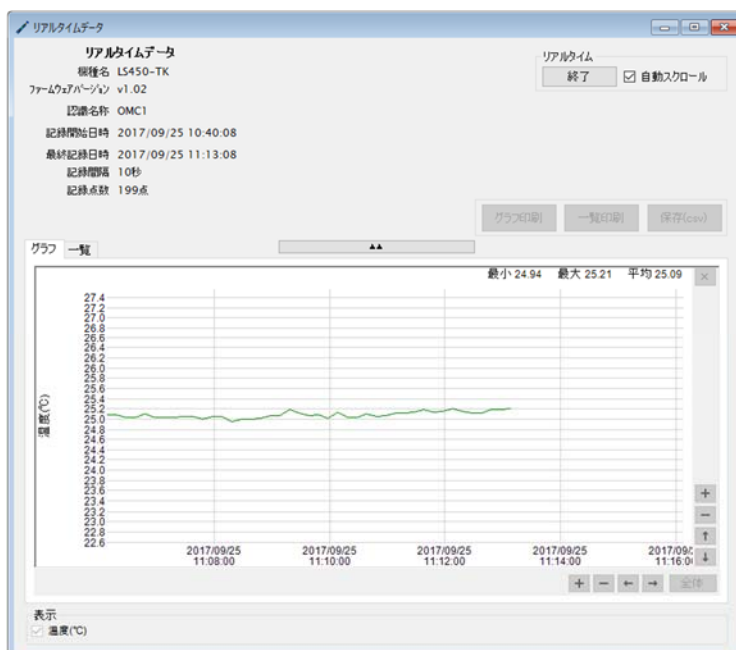 リアルタイムデータ
リアルタイムデータ
機種名 LS450-TK
ファームウェアバージョン v1.02
認識名称 OMC1
記録開始日時 2017/09/25 10:40:08
最終記録日時 2017/09/25 11:13:08
記録間隔 10秒
記録点数 199点
リアルタイム
終了 自動スクロール
グラフ印刷 一覧印刷 保存(csv)
グラフ 一覧 ▲▲
最小 24.94 最大 25.21 平均 25.09
温度(℃)
27.4
27.2
27.0
26.8
26.6
26.4
26.2
26.0
25.8
25.6
25.4
25.2
25.0
24.8
24.6
24.4
24.2
24.0
23.8
23.6
23.4
23.2
23.0
22.8
22.6
2017/09/25 2017/09/25 2017/09/25 2017/09/25 2017/09/
11:08:00 11:10:00 11:12:00 11:14:00 11:16:0
全体
表示
温度(℃)